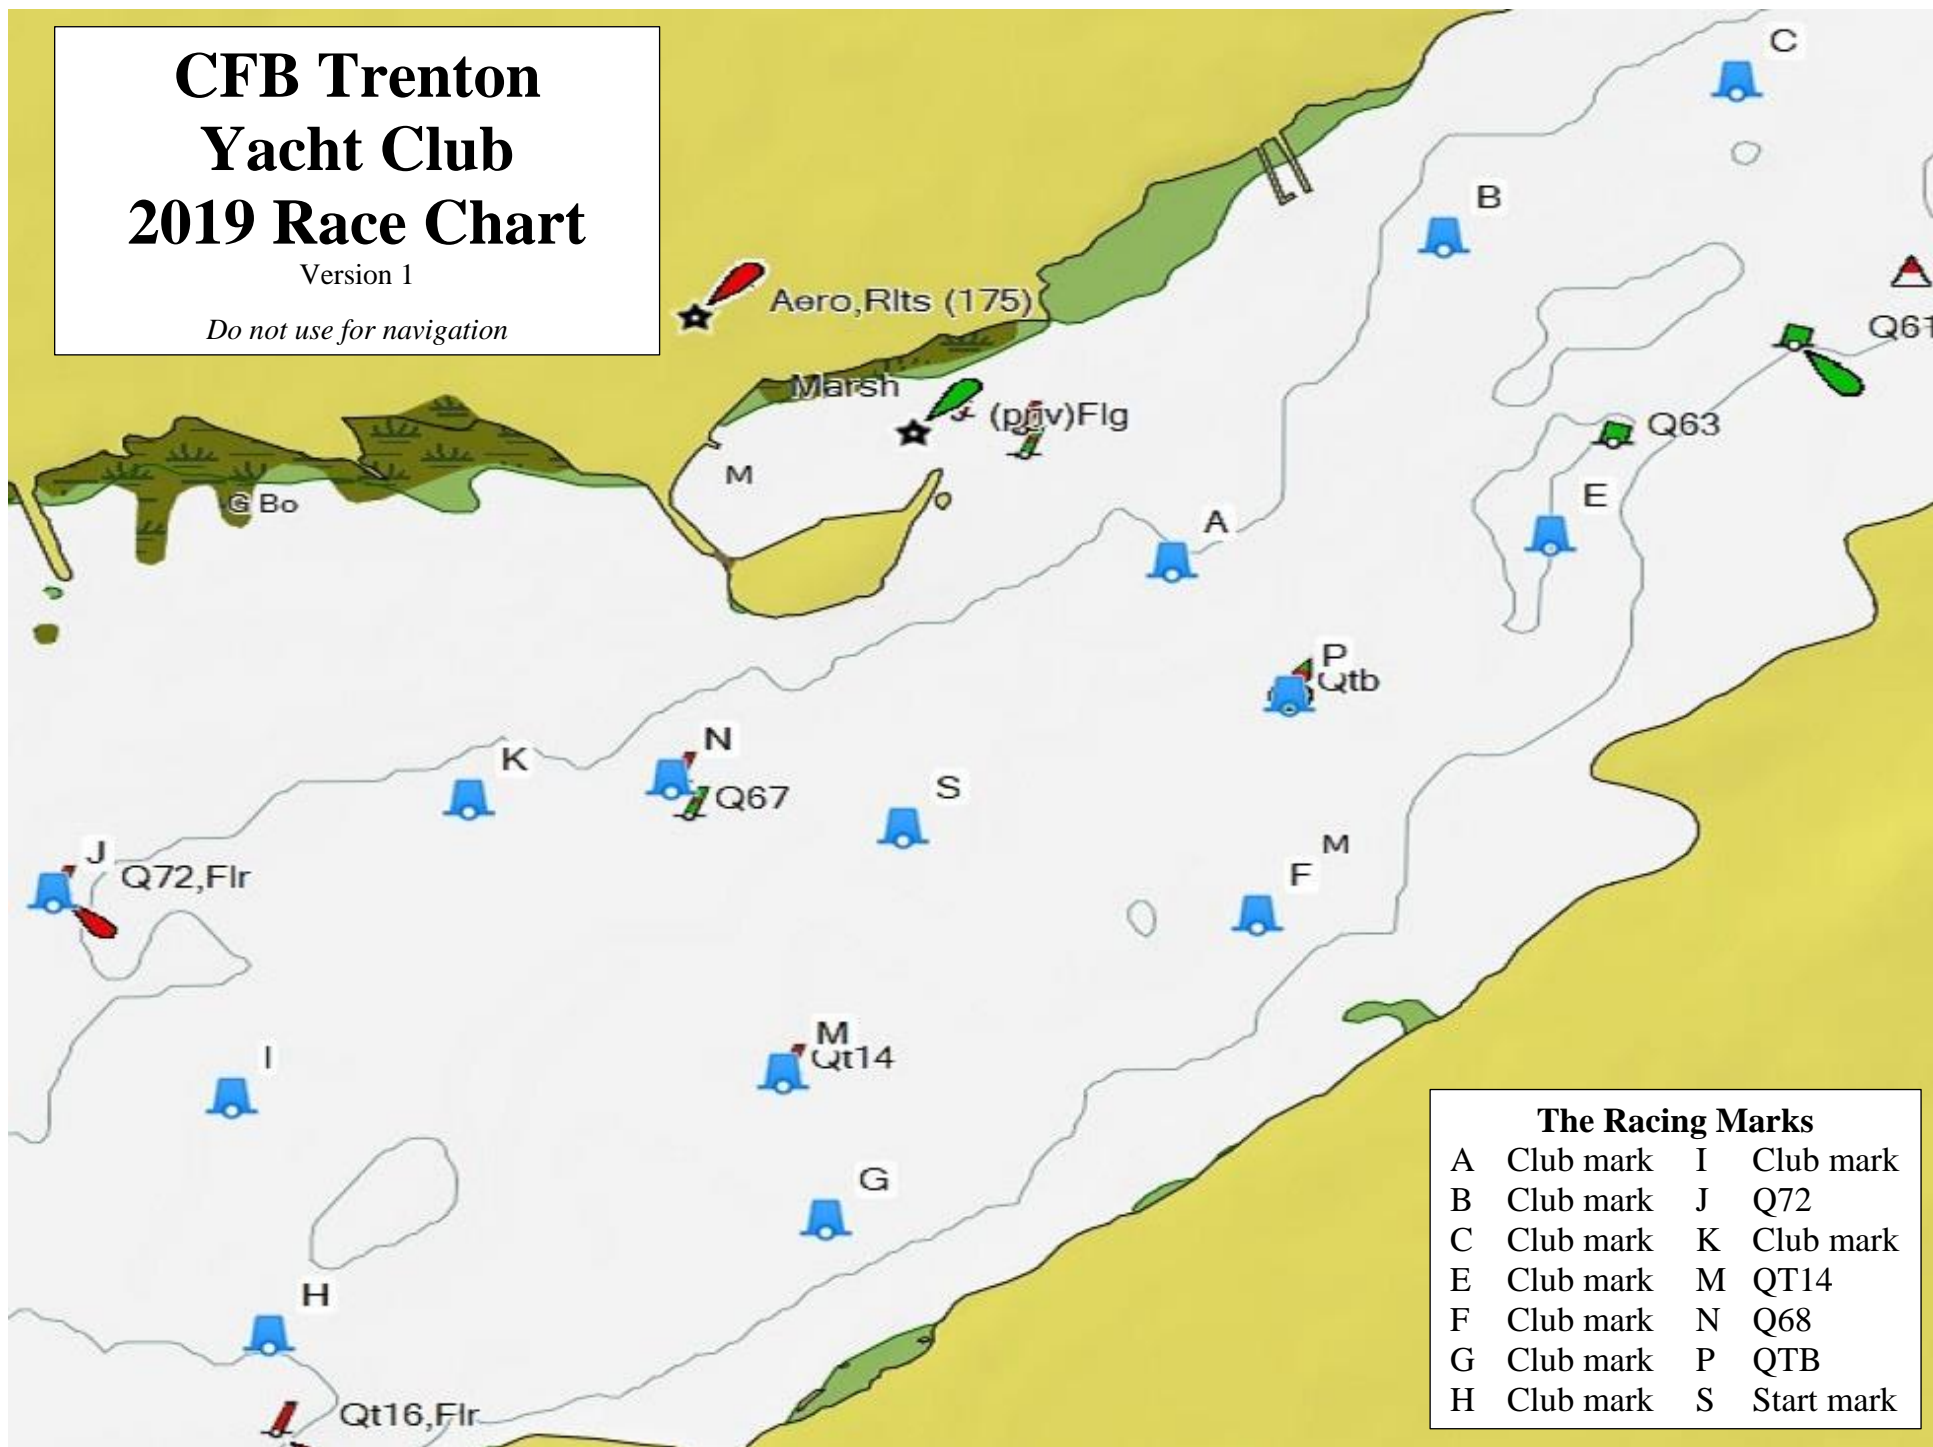 CFB Trenton
Yacht Club
2019 Race Chart
Version 1
Do not use for navigation
C
B
Aero,Rlts (175)
Q61
Marsh
(priv)Flg
Q63
M
E
G Bo
A
P
Qtb
N
K
S
Q67
M
J
Q72,Flr
F
M
I
Qt14
G
H
Qt16,Flr
The Racing Marks
A Club mark I Club mark
B Club mark J Q72
C Club mark K Club mark
E Club mark M QT14
F Club mark N Q68
G Club mark P QTB
H Club mark S Start mark